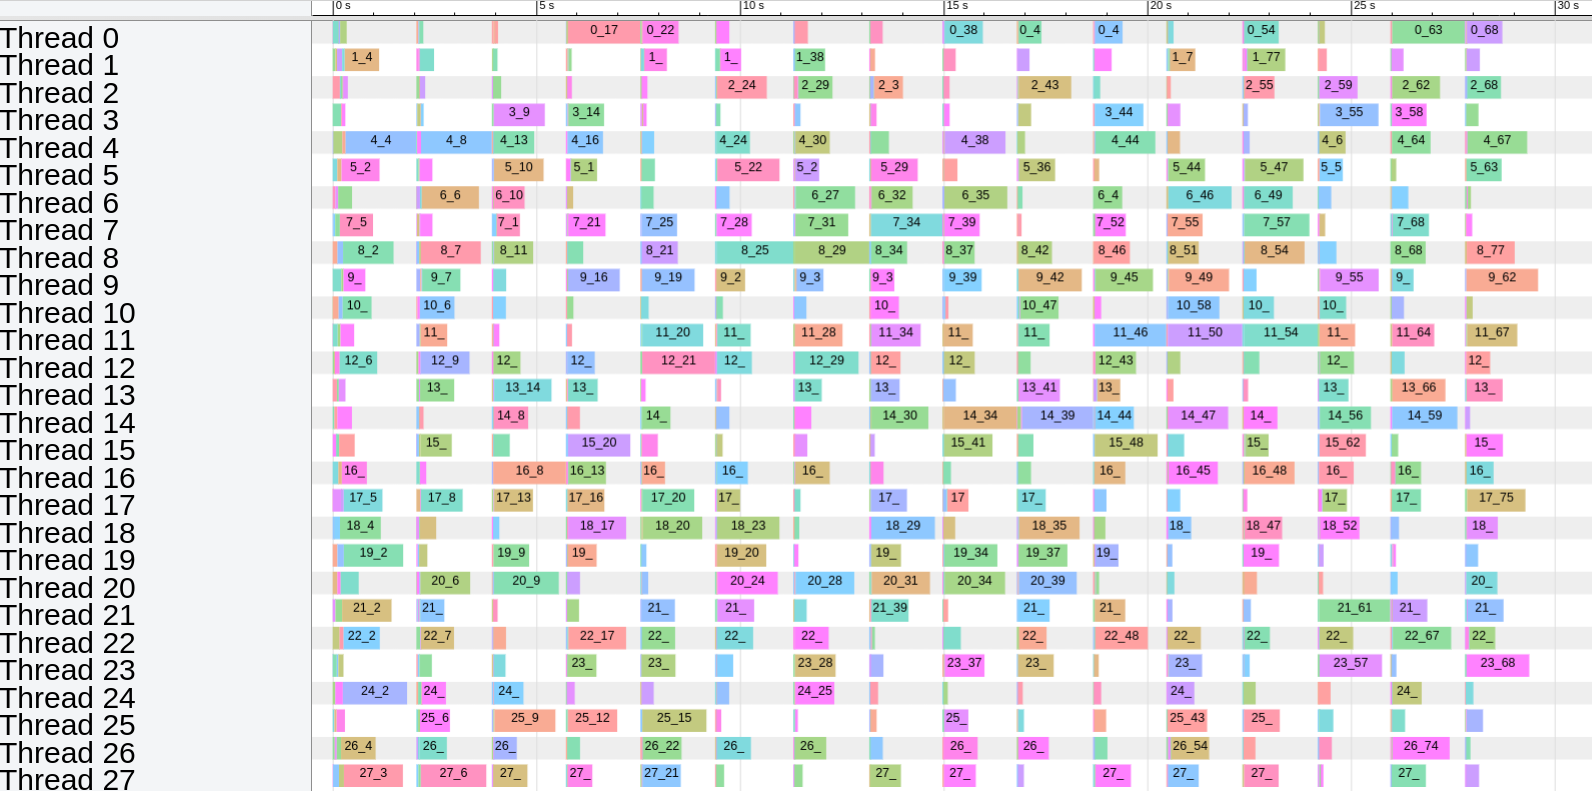 0 s 5 s 10 s 15 s 20 s 25 s 30 s
Thread 0 0_17 0_22 0_38 0_4 0_4 0_54 0_63 0_68
Thread 1 1_4 1_ 1_ 1_38 1_7 1_77
Thread 2 2_24 2_29 2_3 2_43 2_55 2_59 2_62 2_68
Thread 3 3_9 3_14 3_44 3_55 3_58
Thread 4 4_4 4_8 4_13 4_16 4_24 4_30 4_38 4_44 4_6 4_64 4_67
Thread 5 5_2 5_10 5_1 5_22 5_2 5_29 5_36 5_44 5_47 5_5 5_63
Thread 6 6_6 6_10 6_27 6_32 6_35 6_4 6_46 6_49
Thread 7 7_5 7_1 7_21 7_25 7_28 7_31 7_34 7_39 7_52 7_55 7_57 7_68
Thread 8 8_2 8_7 8_11 8_21 8_25 8_29 8_34 8_37 8_42 8_46 8_51 8_54 8_68 8_77
Thread 9 9_ 9_7 9_16 9_19 9_2 9_3 9_3 9_39 9_42 9_45 9_49 9_55 9_ 9_62
Thread 10 10_ 10_6 10_ 10_47 10_58 10_ 10_
Thread 11 11_ 11_20 11_ 11_28 11_34 11_ 11_ 11_46 11_50 11_54 11_ 11_64 11_67
Thread 12 12_6 12_9 12_ 12_ 12_21 12_ 12_29 12_ 12_ 12_43 12_ 12_
Thread 13 13_ 13_14 13_ 13_ 13_ 13_41 13_ 13_ 13_66 13_
Thread 14 14_8 14_ 14_30 14_34 14_39 14_44 14_47 14_ 14_56 14_59
Thread 15 15_ 15_20 15_41 15_48 15_ 15_62 15_
Thread 16 16_ 16_8 16_13 16_ 16_ 16_ 16_ 16_45 16_48 16_ 16_ 16_
Thread 17 17_5 17_8 17_13 17_16 17_20 17_ 17_ 17 17_ 17_ 17_ 17_75
Thread 18 18_4 18_17 18_20 18_23 18_29 18_35 18_ 18_47 18_52 18_
Thread 19 19_2 19_9 19_ 19_20 19_ 19_34 19_37 19_ 19_
Thread 20 20_6 20_9 20_24 20_28 20_31 20_34 20_39 20_
Thread 21 21_2 21_ 21_ 21_ 21_39 21_ 21_ 21_61 21_ 21_
Thread 22 22_2 22_7 22_17 22_ 22_ 22_ 22_ 22_48 22_ 22_ 22_ 22_67 22_
Thread 23 23_ 23_ 23_28 23_37 23_ 23_ 23_57 23_68
Thread 24 24_2 24_ 24_ 24_25 24_ 24_
Thread 25 25_6 25_9 25_12 25_15 25_ 25_43 25_
Thread 26 26_4 26_ 26_ 26_22 26_ 26_ 26_ 26_ 26_54 26_74
Thread 27 27_3 27_6 27_ 27_ 27_21 27_ 27_ 27_ 27_ 27_ 27_